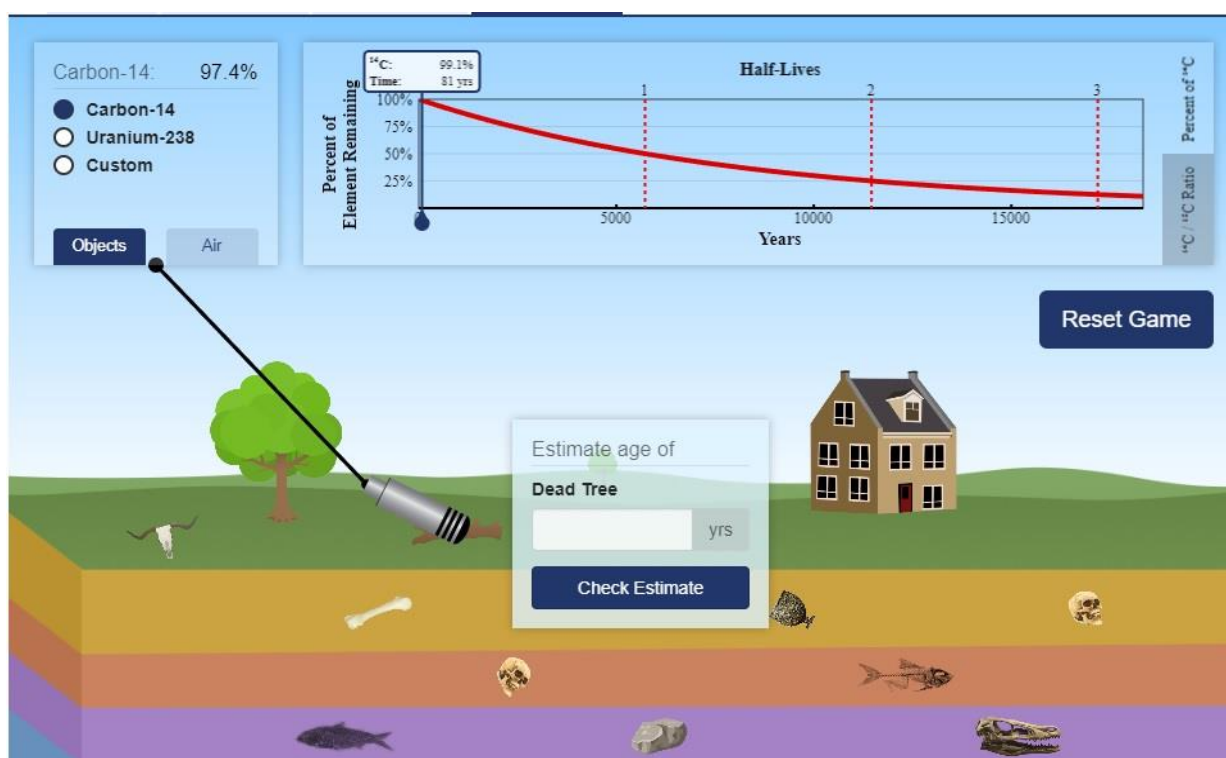 Carbon-14: 97.4%
Carbon-14
Uranium-238
Custom
Objects
Air
¹⁴C: 99.1%
Time: 81 yrs
Half-Lives
1 2 3
Percent of
Element Remaining
100%
75%
50%
25%
5000 10000 15000
Years
Percent of ¹⁴C
¹⁴C / ¹²C Ratio
Reset Game
Estimate age of
Dead Tree
yrs
Check Estimate